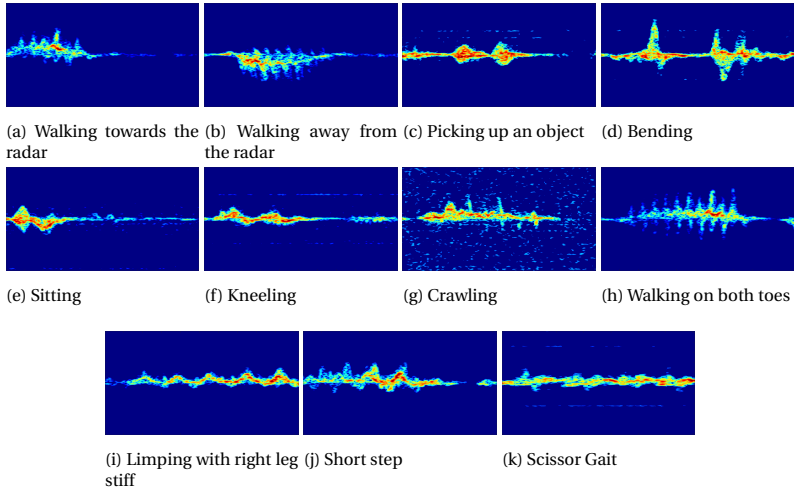 (a) Walking towards the radar
(b) Walking away from the radar
(c) Picking up an object
(d) Bending
(e) Sitting
(f) Kneeling
(g) Crawling
(h) Walking on both toes
(i) Limping with right leg stiff
(j) Short step
(k) Scissor Gait